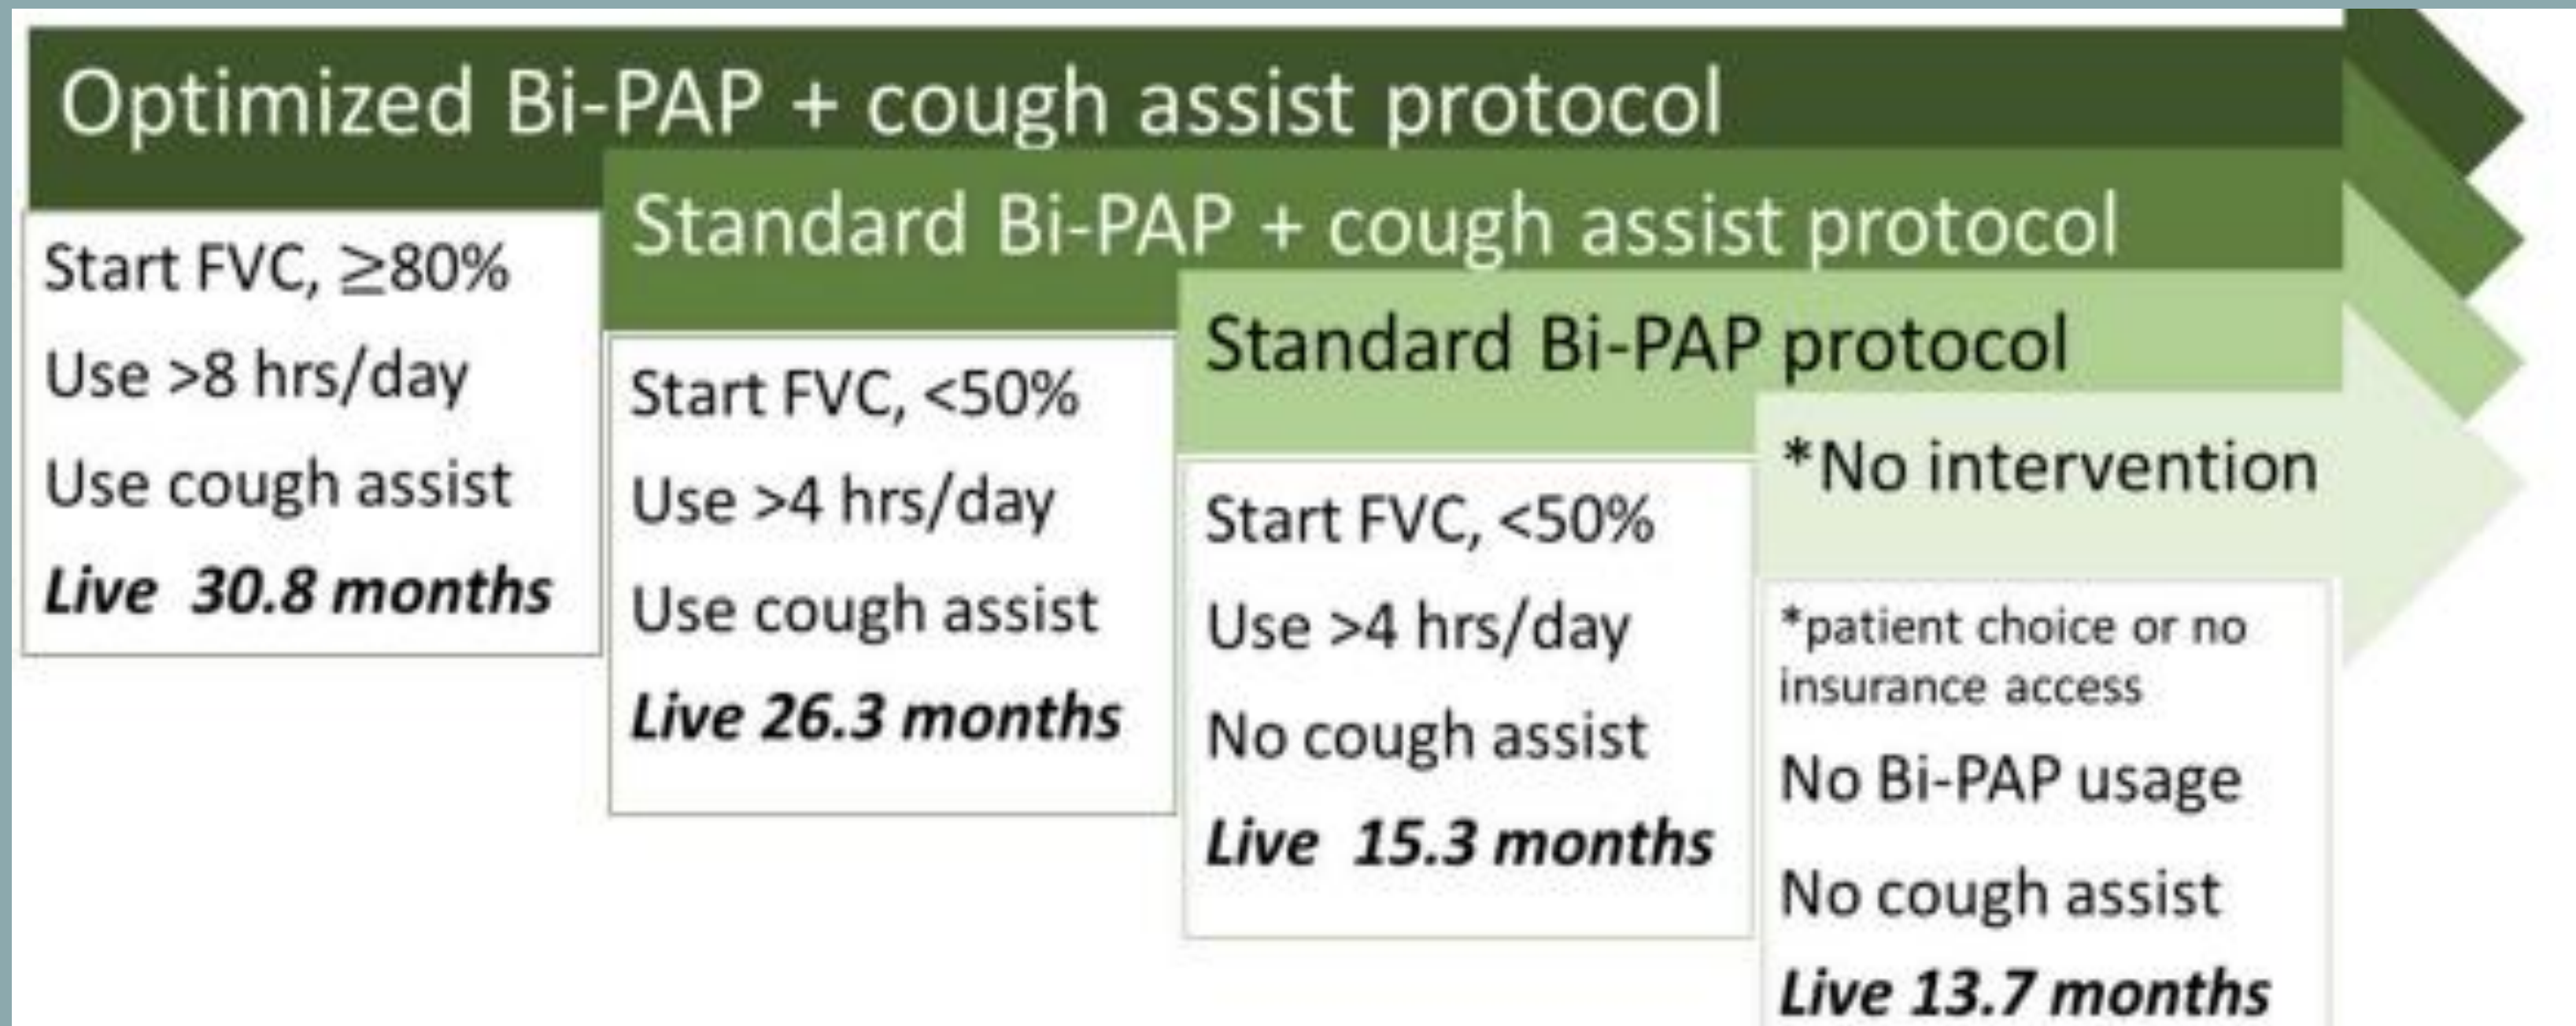 Optimized Bi-PAP + cough assist protocol
Start FVC, ≥80%
Use >8 hrs/day
Use cough assist
Live 30.8 months
Standard Bi-PAP + cough assist protocol
Start FVC, <50%
Use >4 hrs/day
Use cough assist
Live 26.3 months
Standard Bi-PAP protocol
Start FVC, <50%
Use >4 hrs/day
No cough assist
Live 15.3 months
*No intervention
*patient choice or no
insurance access
No Bi-PAP usage
No cough assist
Live 13.7 months